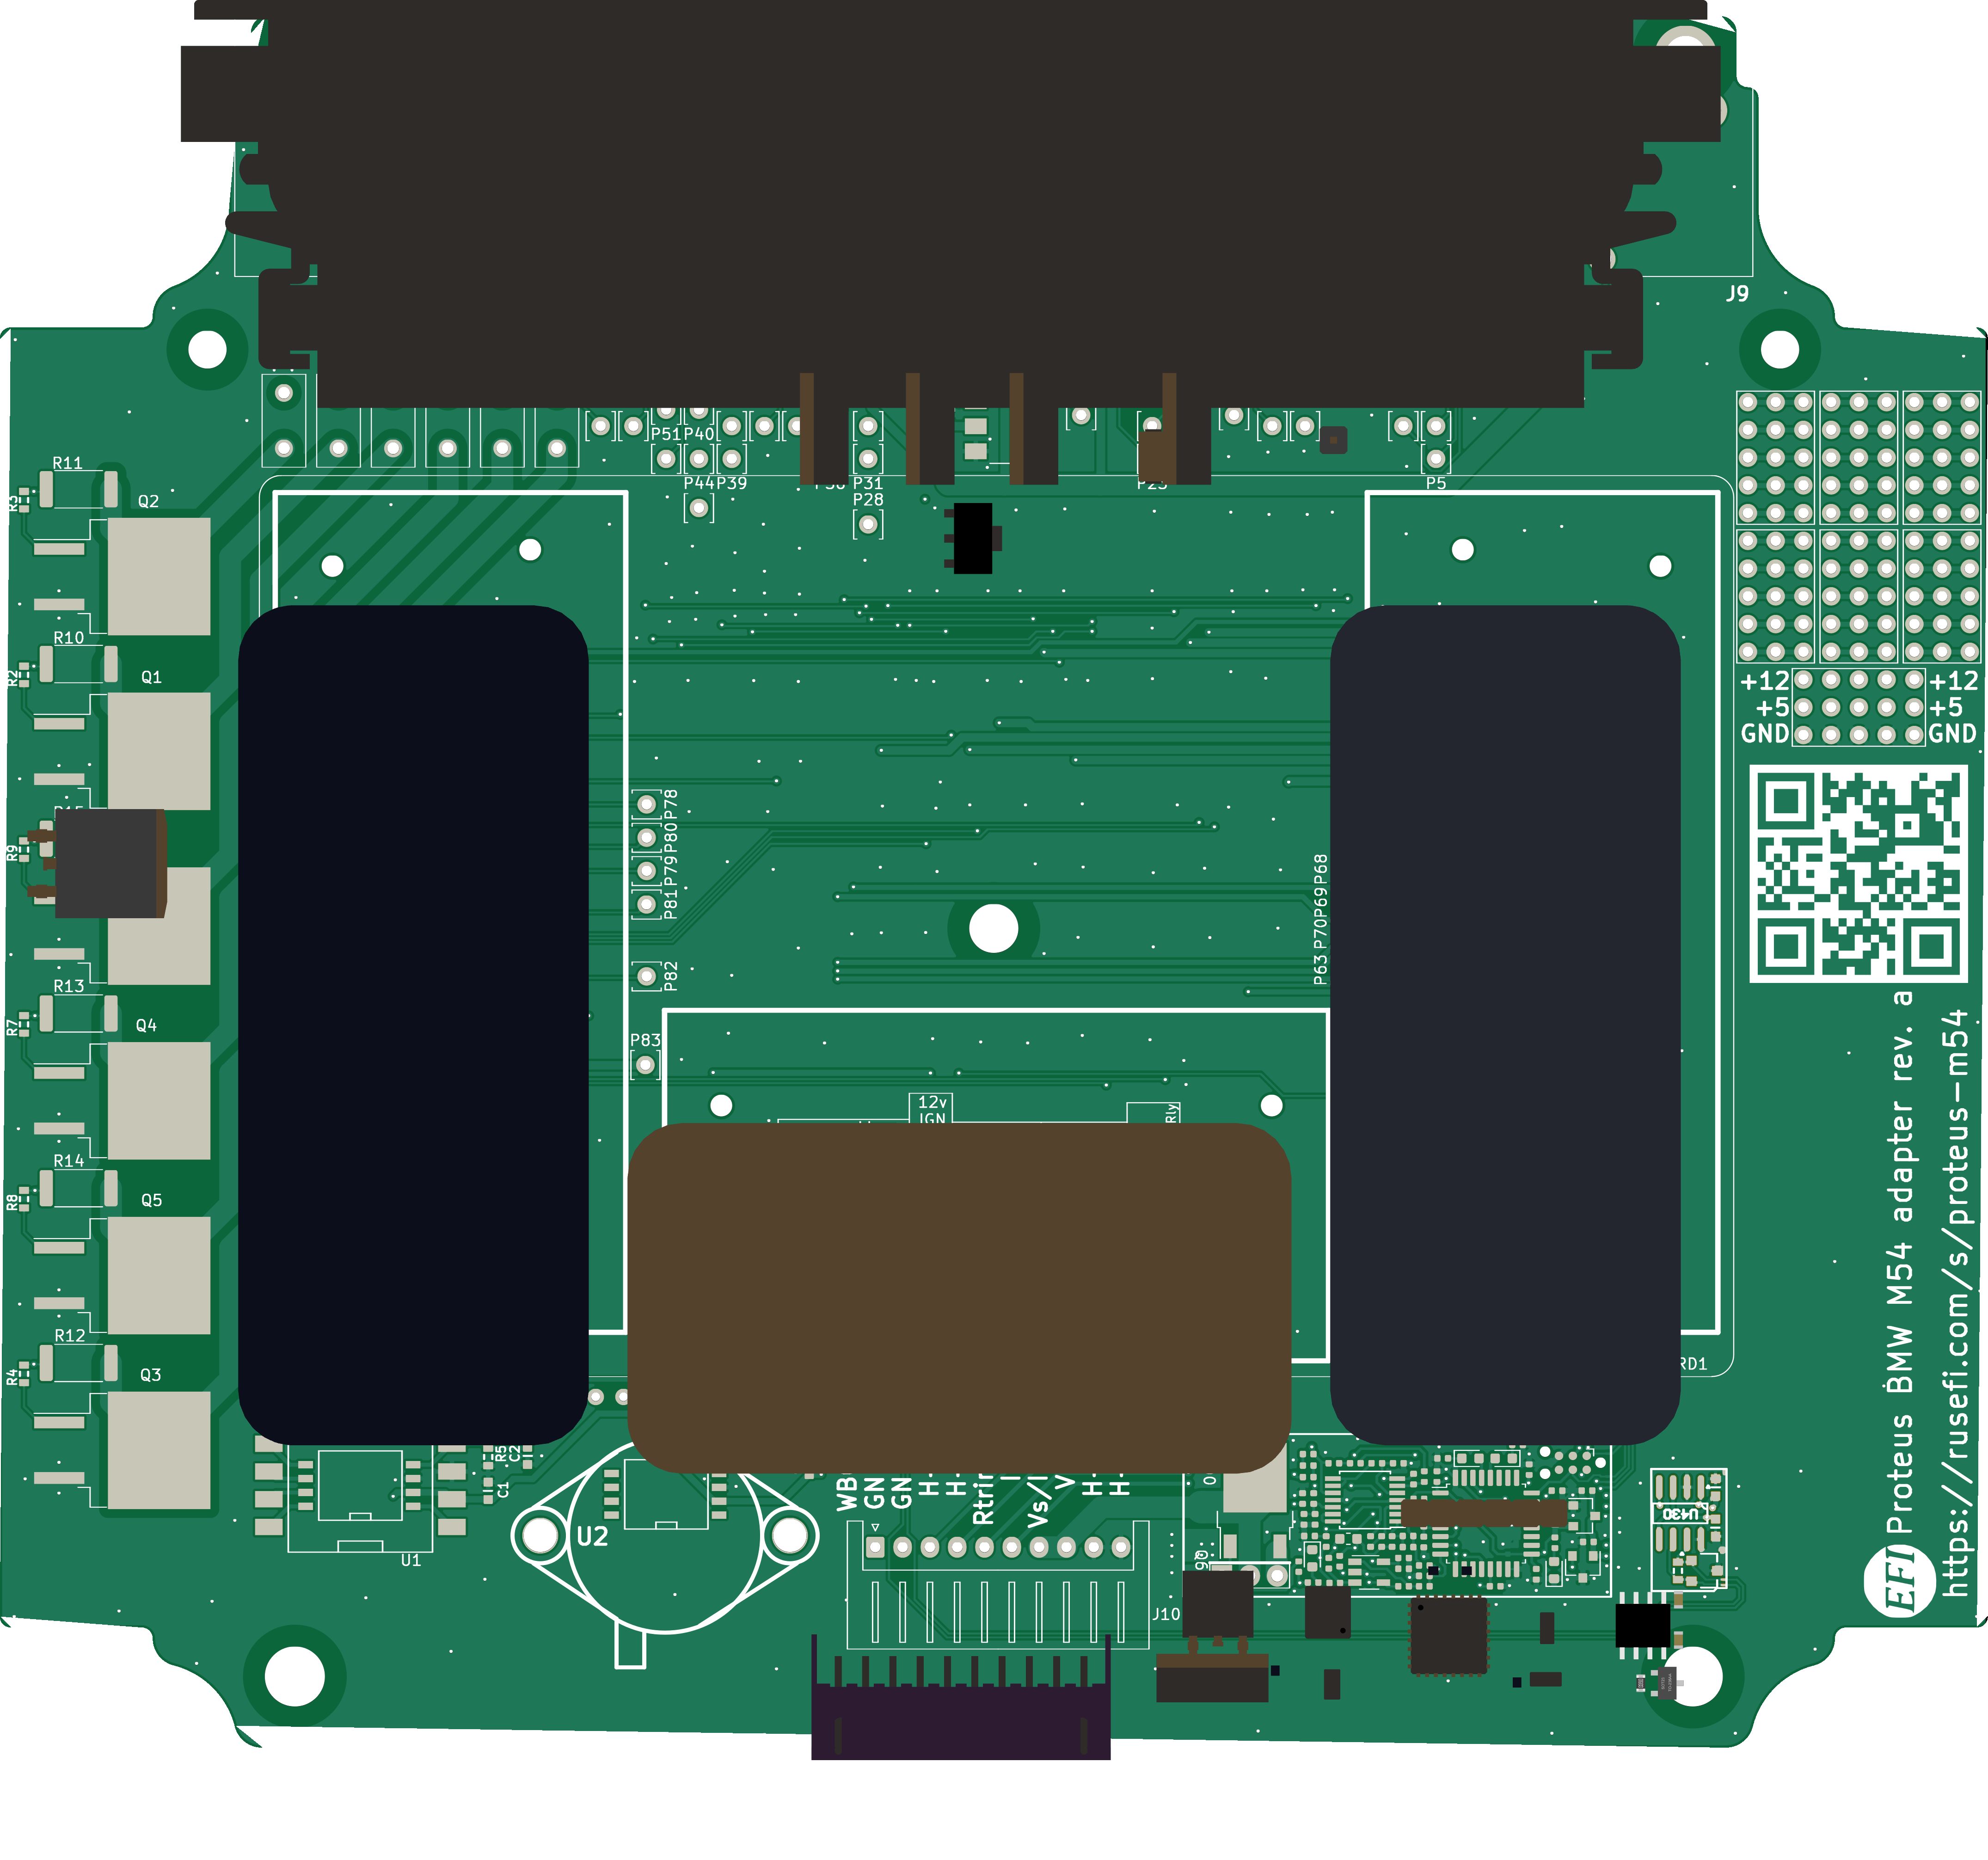 J9
P51 P40
P44 P39
P31
P28
P5
R11
Q2
R3
R10
Q1
R2
+12 +12
+5 +5
GND GND
P78
P80
P79
P81
P82
P83
R9
P68
P69
P70
P63
R13
Q4
R7
12v
IGN
Rly
R14
Q5
R8
R12
Q3
R4
RD1
R5
C2
C1
U1
U2
WB
GN
GN
H
H
Rtrir
Vs/I
V
H
H
J10
U430
Proteus BMW M54 adapter rev. a
https://rusefi.com/s/proteus-m54
EFI